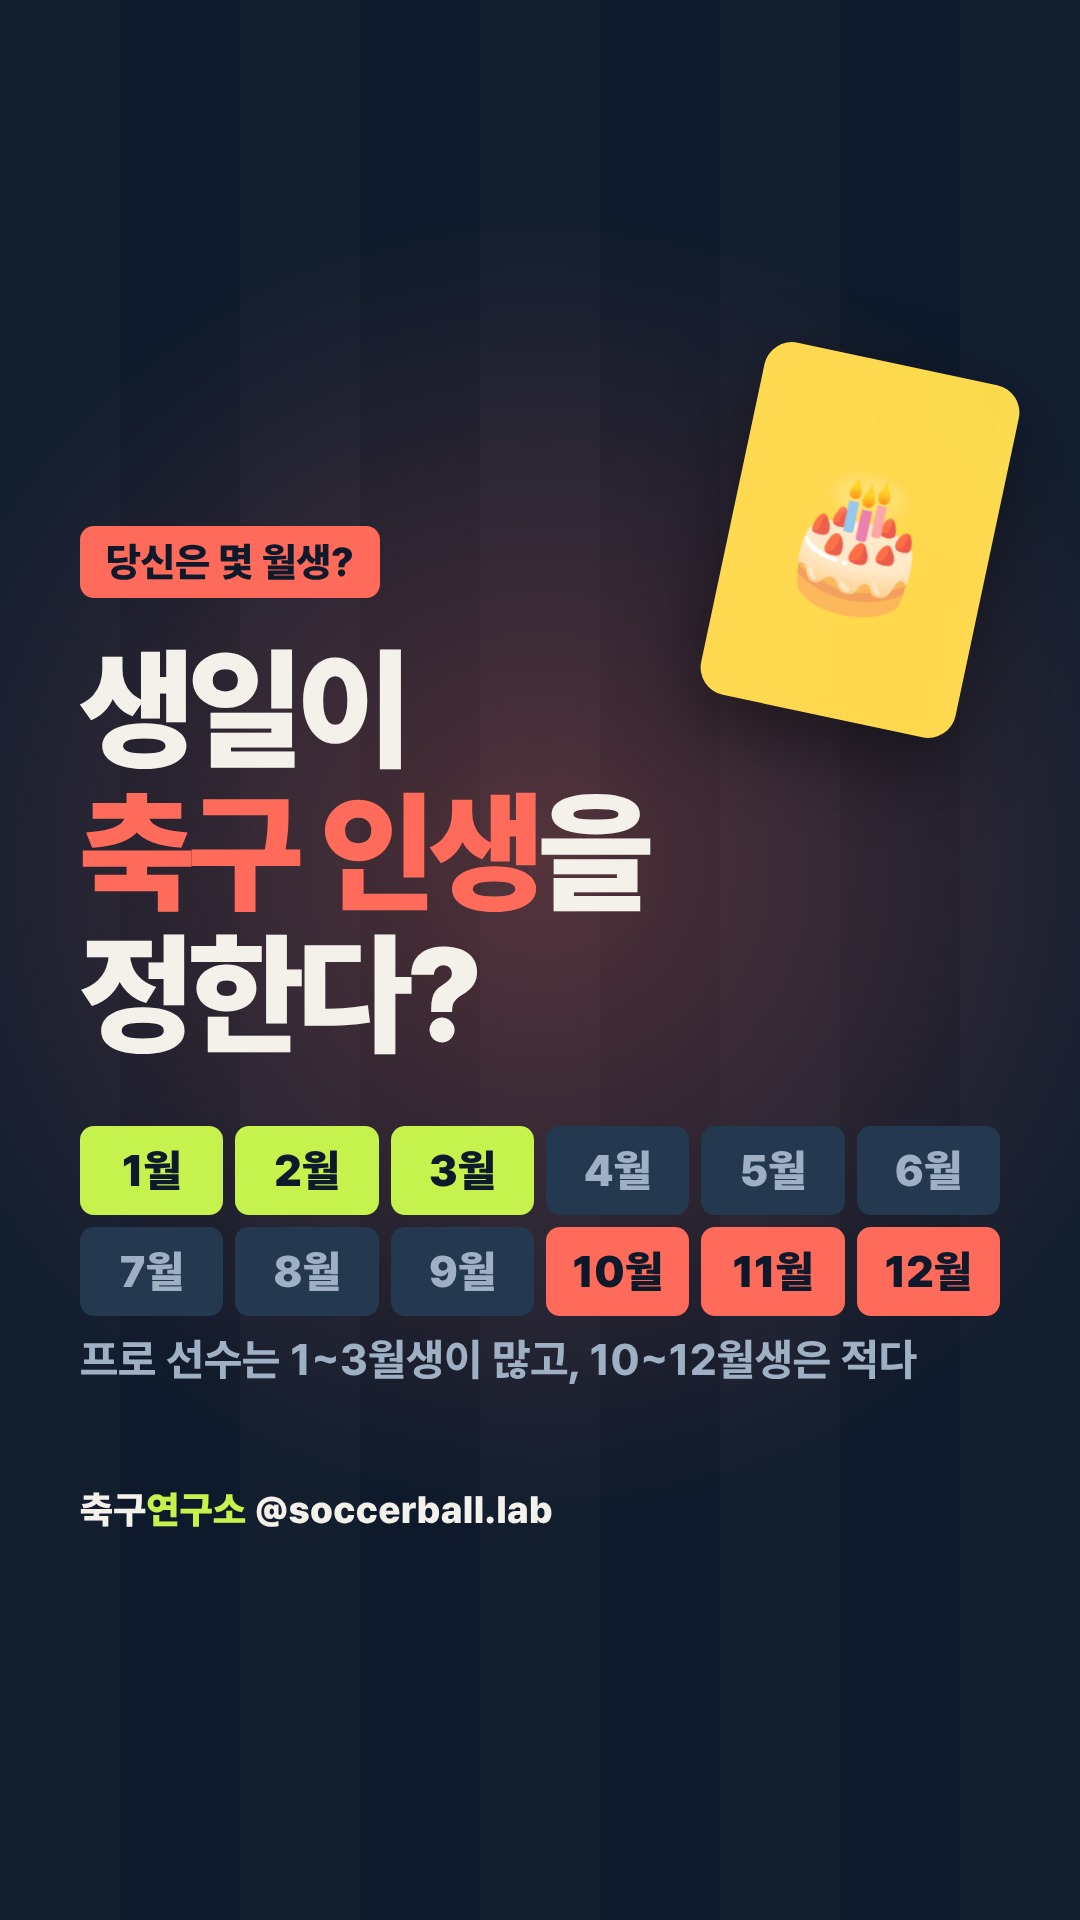 당신은 몇 월생?
생일이
축구 인생을
정한다?
1월 2월 3월 4월 5월 6월
7월 8월 9월 10월 11월 12월
프로 선수는 1~3월생이 많고, 10~12월생은 적다
축구연구소 @soccerball.lab